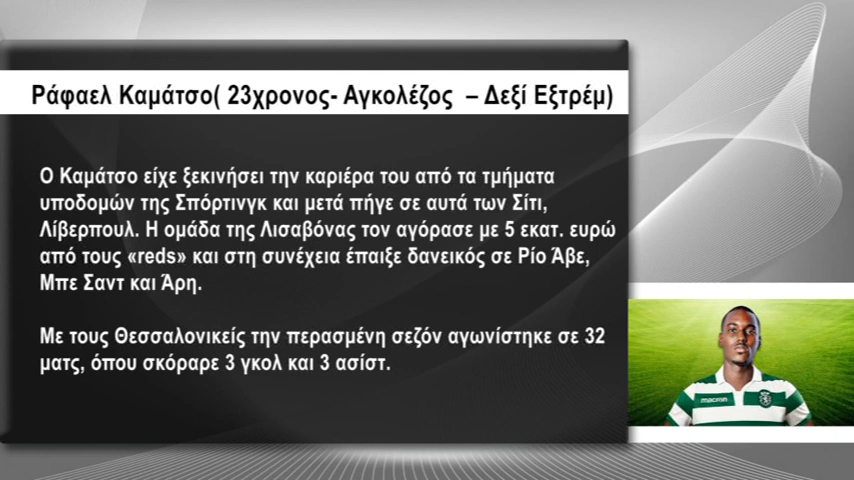 Ράφαελ Καμάτσο( 23χρονος- Αγκολέζος – Δεξί Εξτρέμ)
Ο Καμάτσο είχε ξεκινήσει την καριέρα του από τα τμήματα
υποδομών της Σπόρτινγκ και μετά πήγε σε αυτά των Σίτι,
Λίβερπουλ. Η ομάδα της Λισαβόνας τον αγόρασε με 5 εκατ. ευρώ
από τους «reds» και στη συνέχεια έπαιξε δανεικός σε Ρίο Άβε,
Μπε Σαντ και Άρη.
Με τους Θεσσαλονικείς την περασμένη σεζόν αγωνίστηκε σε 32
ματς, όπου σκόραρε 3 γκολ και 3 ασίστ.
macron